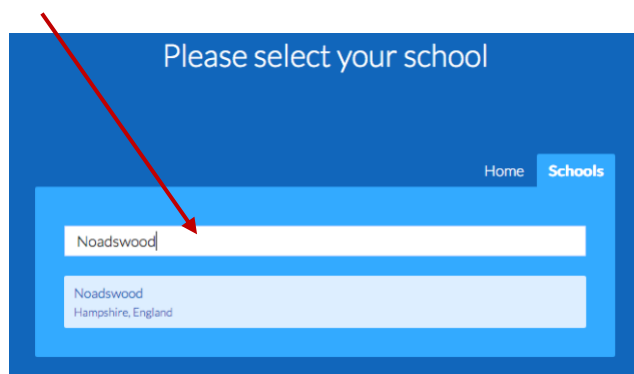 Please select your school
Home Schools
Noadswood
Noadswood
Hampshire, England